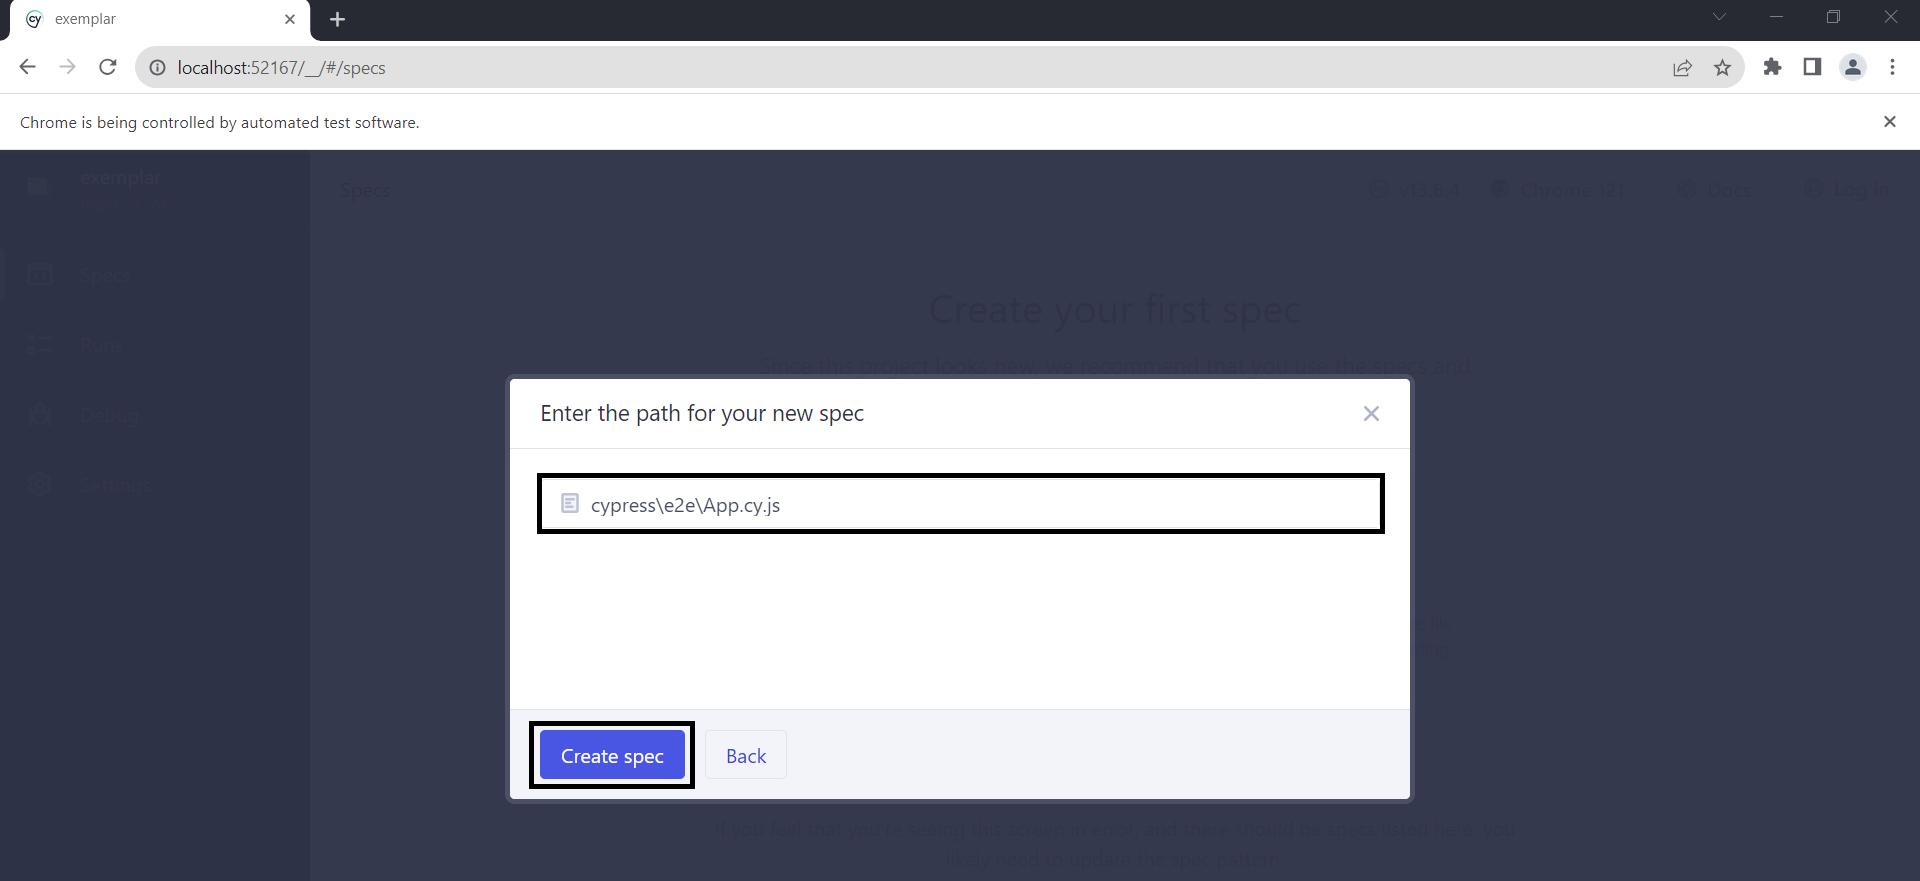 cy exemplar
localhost:52167/__/#/specs
Chrome is being controlled by automated test software.
exemplar
Specs
v13.6.4
Chrome 121
Docs
Log in
Specs
Runs
Debug
Settings
Create your first spec
Since this project looks new, we recommend that you use the specs and
Enter the path for your new spec
cypress\e2e\App.cy.js
Create spec
Back
If you feel that you're seeing this screen in error, and there should be specs listed here, you
likely need to update the spec pattern.